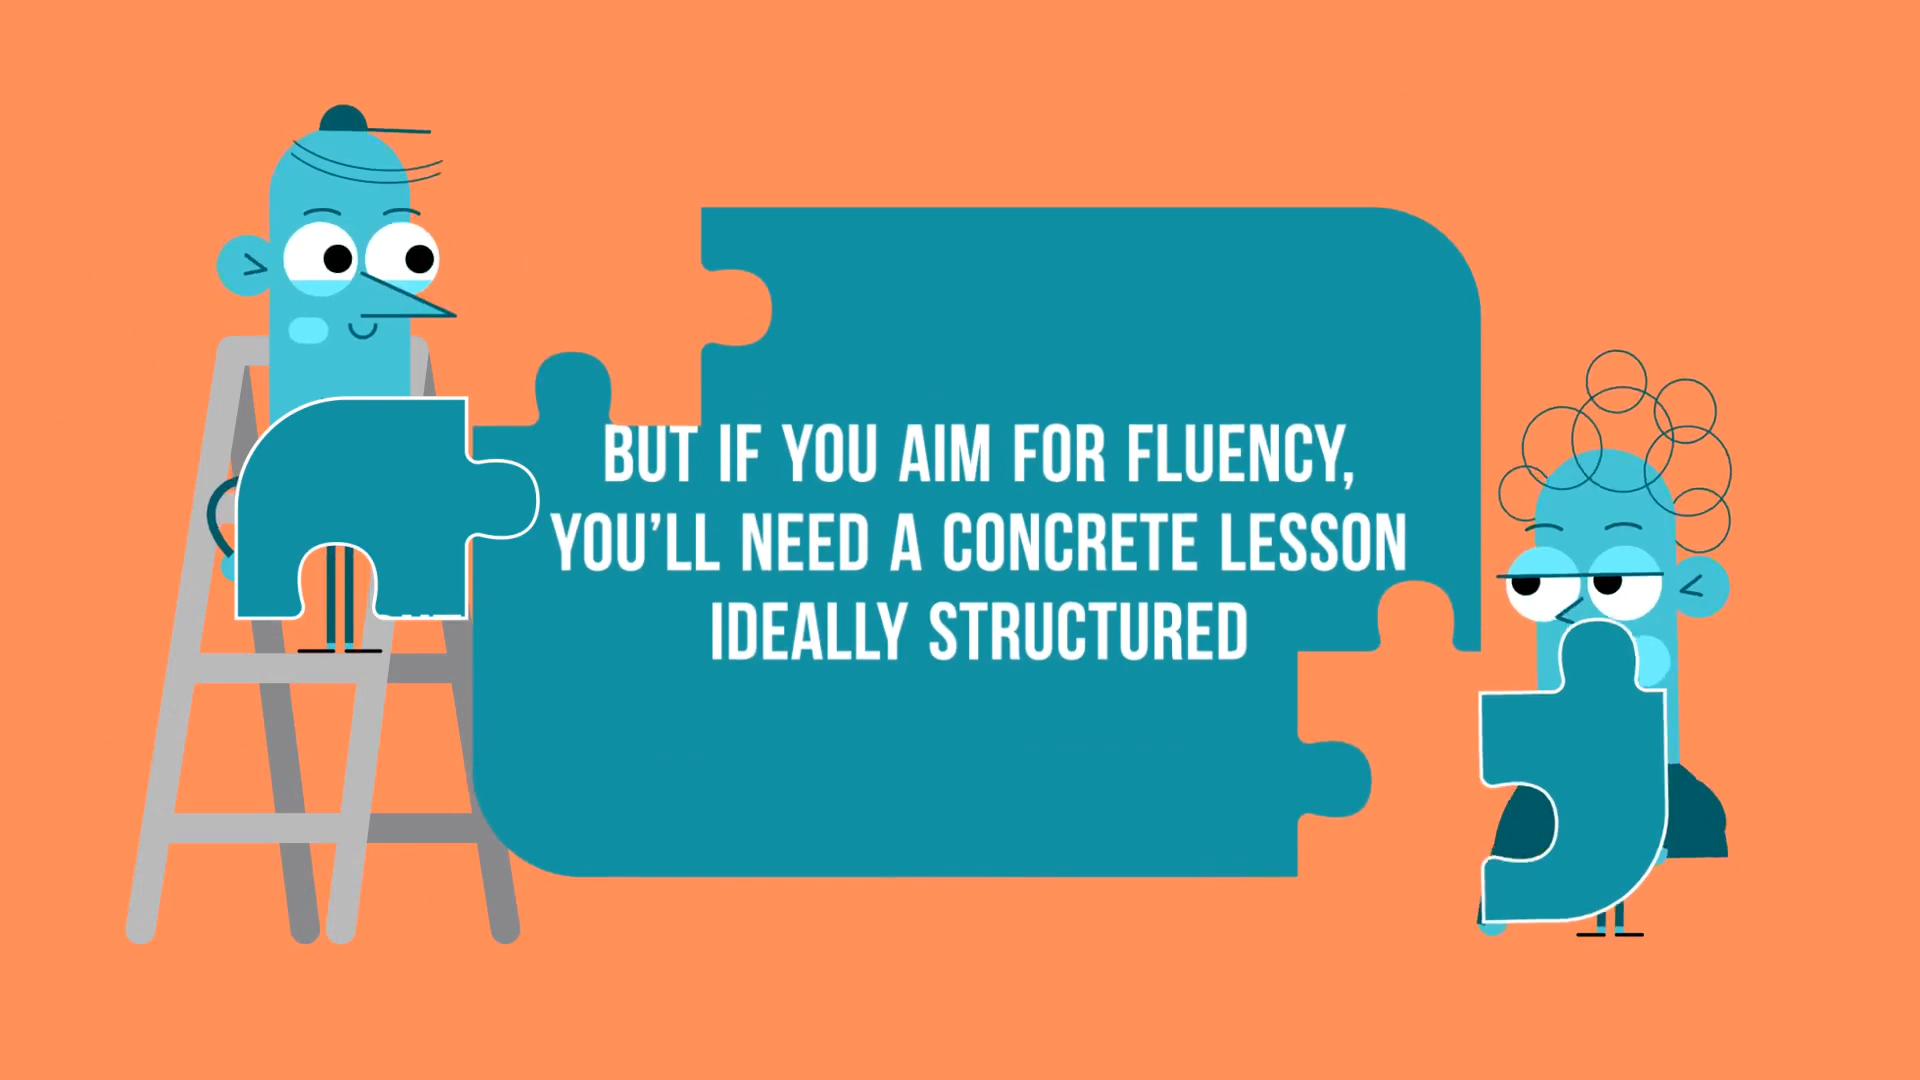 BUT IF YOU AIM FOR FLUENCY,
YOU’LL NEED A CONCRETE LESSON
IDEALLY STRUCTURED